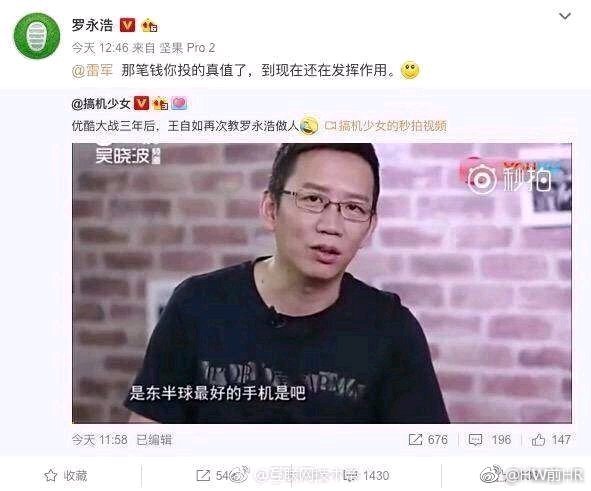 罗永浩
今天 12:46 来自 坚果 Pro 2
@雷军 那笔钱你投的真值了，到现在还在发挥作用。
@搞机少女
优酷大战三年后，王自如再次教罗永浩做人 搞机少女的秒拍视频
吴晓波 频道
秒拍
是东半球最好的手机是吧
今天 11:58 已编辑
676 196 147
收藏 1430
@HW前HR